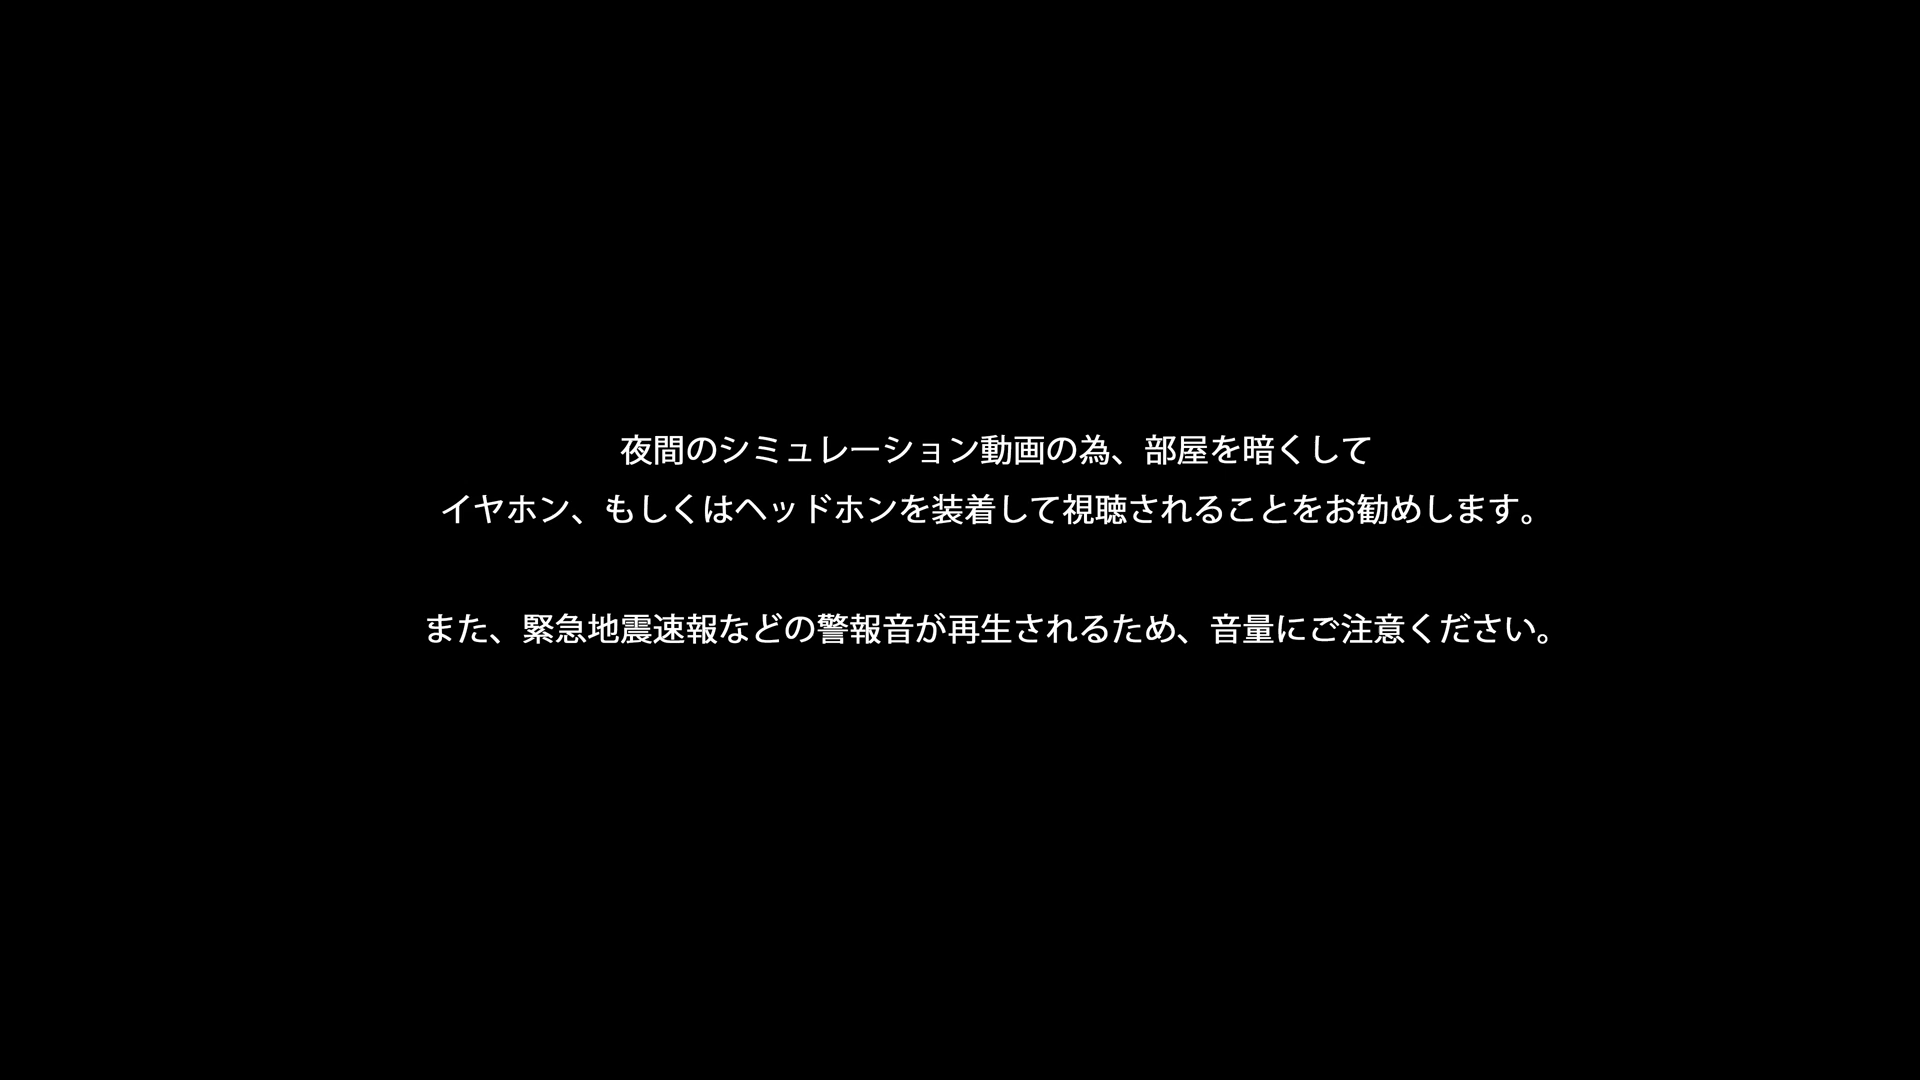 夜間のシミュレーション動画の為、部屋を暗くして
イヤホン、もしくはヘッドホンを装着して視聴されることをお勧めします。
また、緊急地震速報などの警報音が再生されるため、音量にご注意ください。